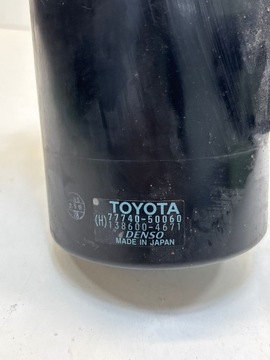 TOYOTA
(H) 77740-50060
138600-4671
DENSO
MADE IN JAPAN